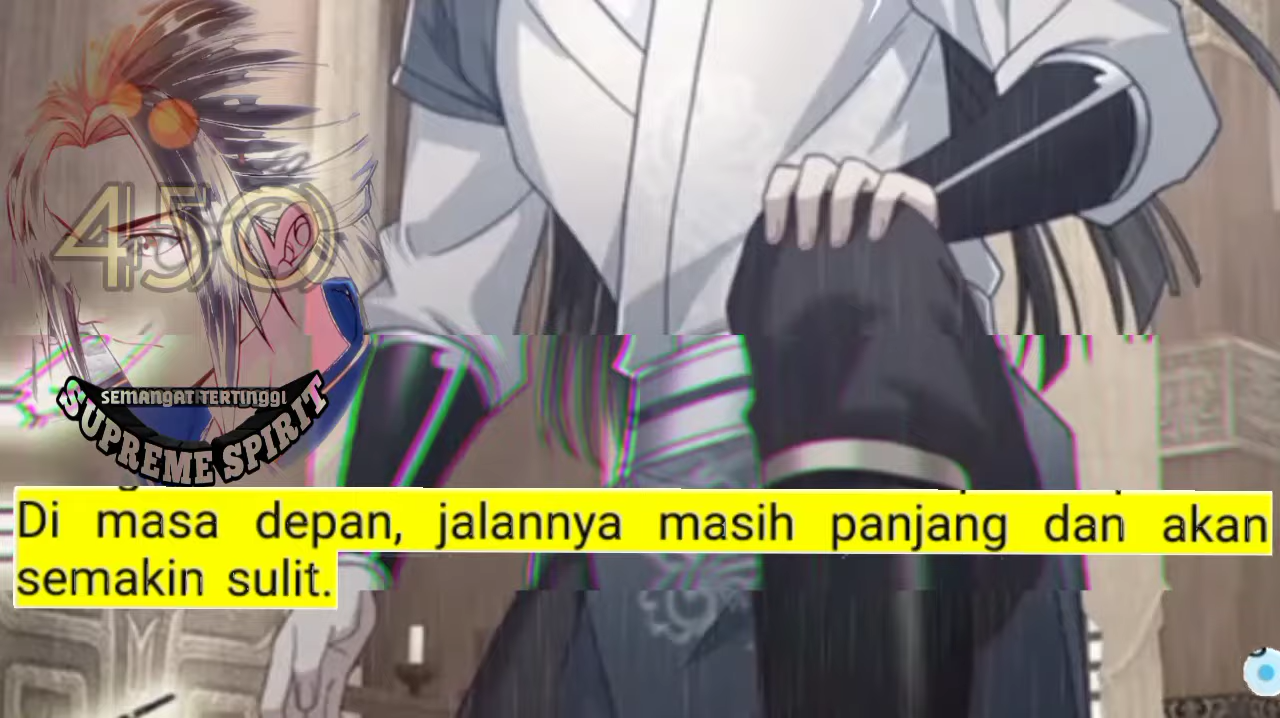 450
SEMANGAT TERTINGGI
SUPREME SPIRIT
Di masa depan, jalannya masih panjang dan akan
semakin sulit.